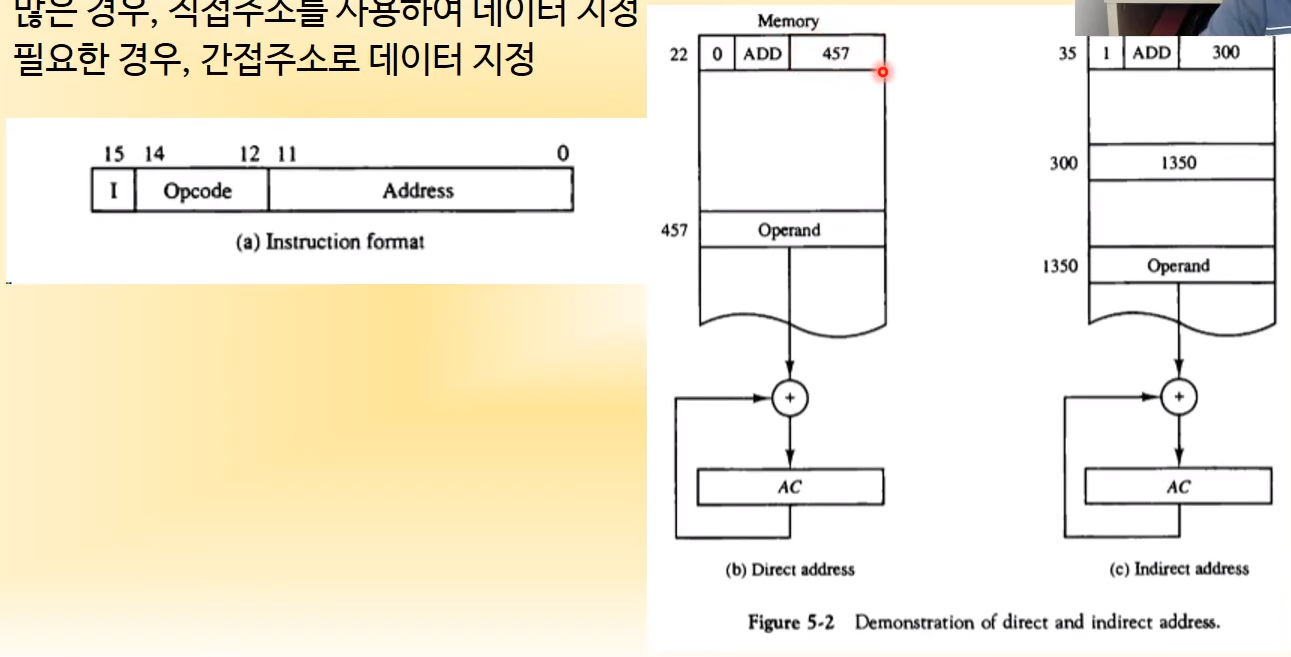 많은 경우, 직접주소를 사용하여 데이터 지정
필요한 경우, 간접주소로 데이터 지정
15 14 12 11 0
I Opcode Address
(a) Instruction format
Memory
22 0 ADD 457
457 Operand
+
AC
(b) Direct address
35 1 ADD 300
300 1350
1350 Operand
+
AC
(c) Indirect address
Figure 5-2 Demonstration of direct and indirect address.